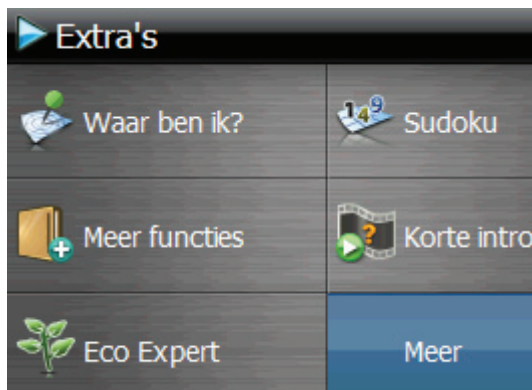 Extra's
Waar ben ik?
Sudoku
Meer functies
Korte intro
Eco Expert
Meer